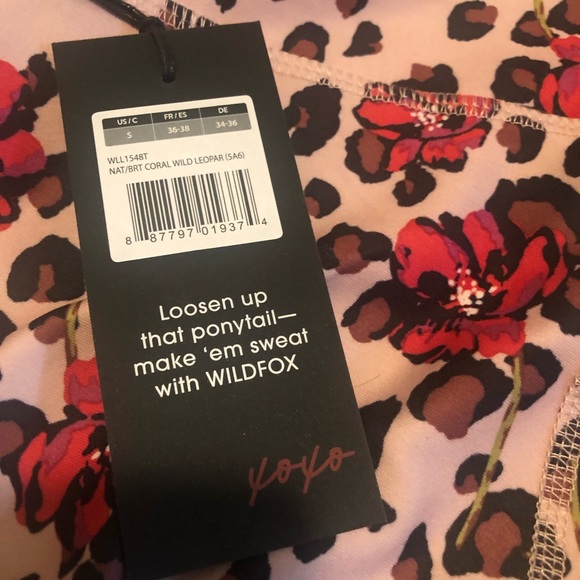 US / C FR / ES DE
S 36-38 34-36
WLL1548T
NAT/BRT CORAL WILD LEOPAR (5A6)
8 87797 01937 4
Loosen up
that ponytail—
make ‘em sweat
with WILDFOX
xoxo